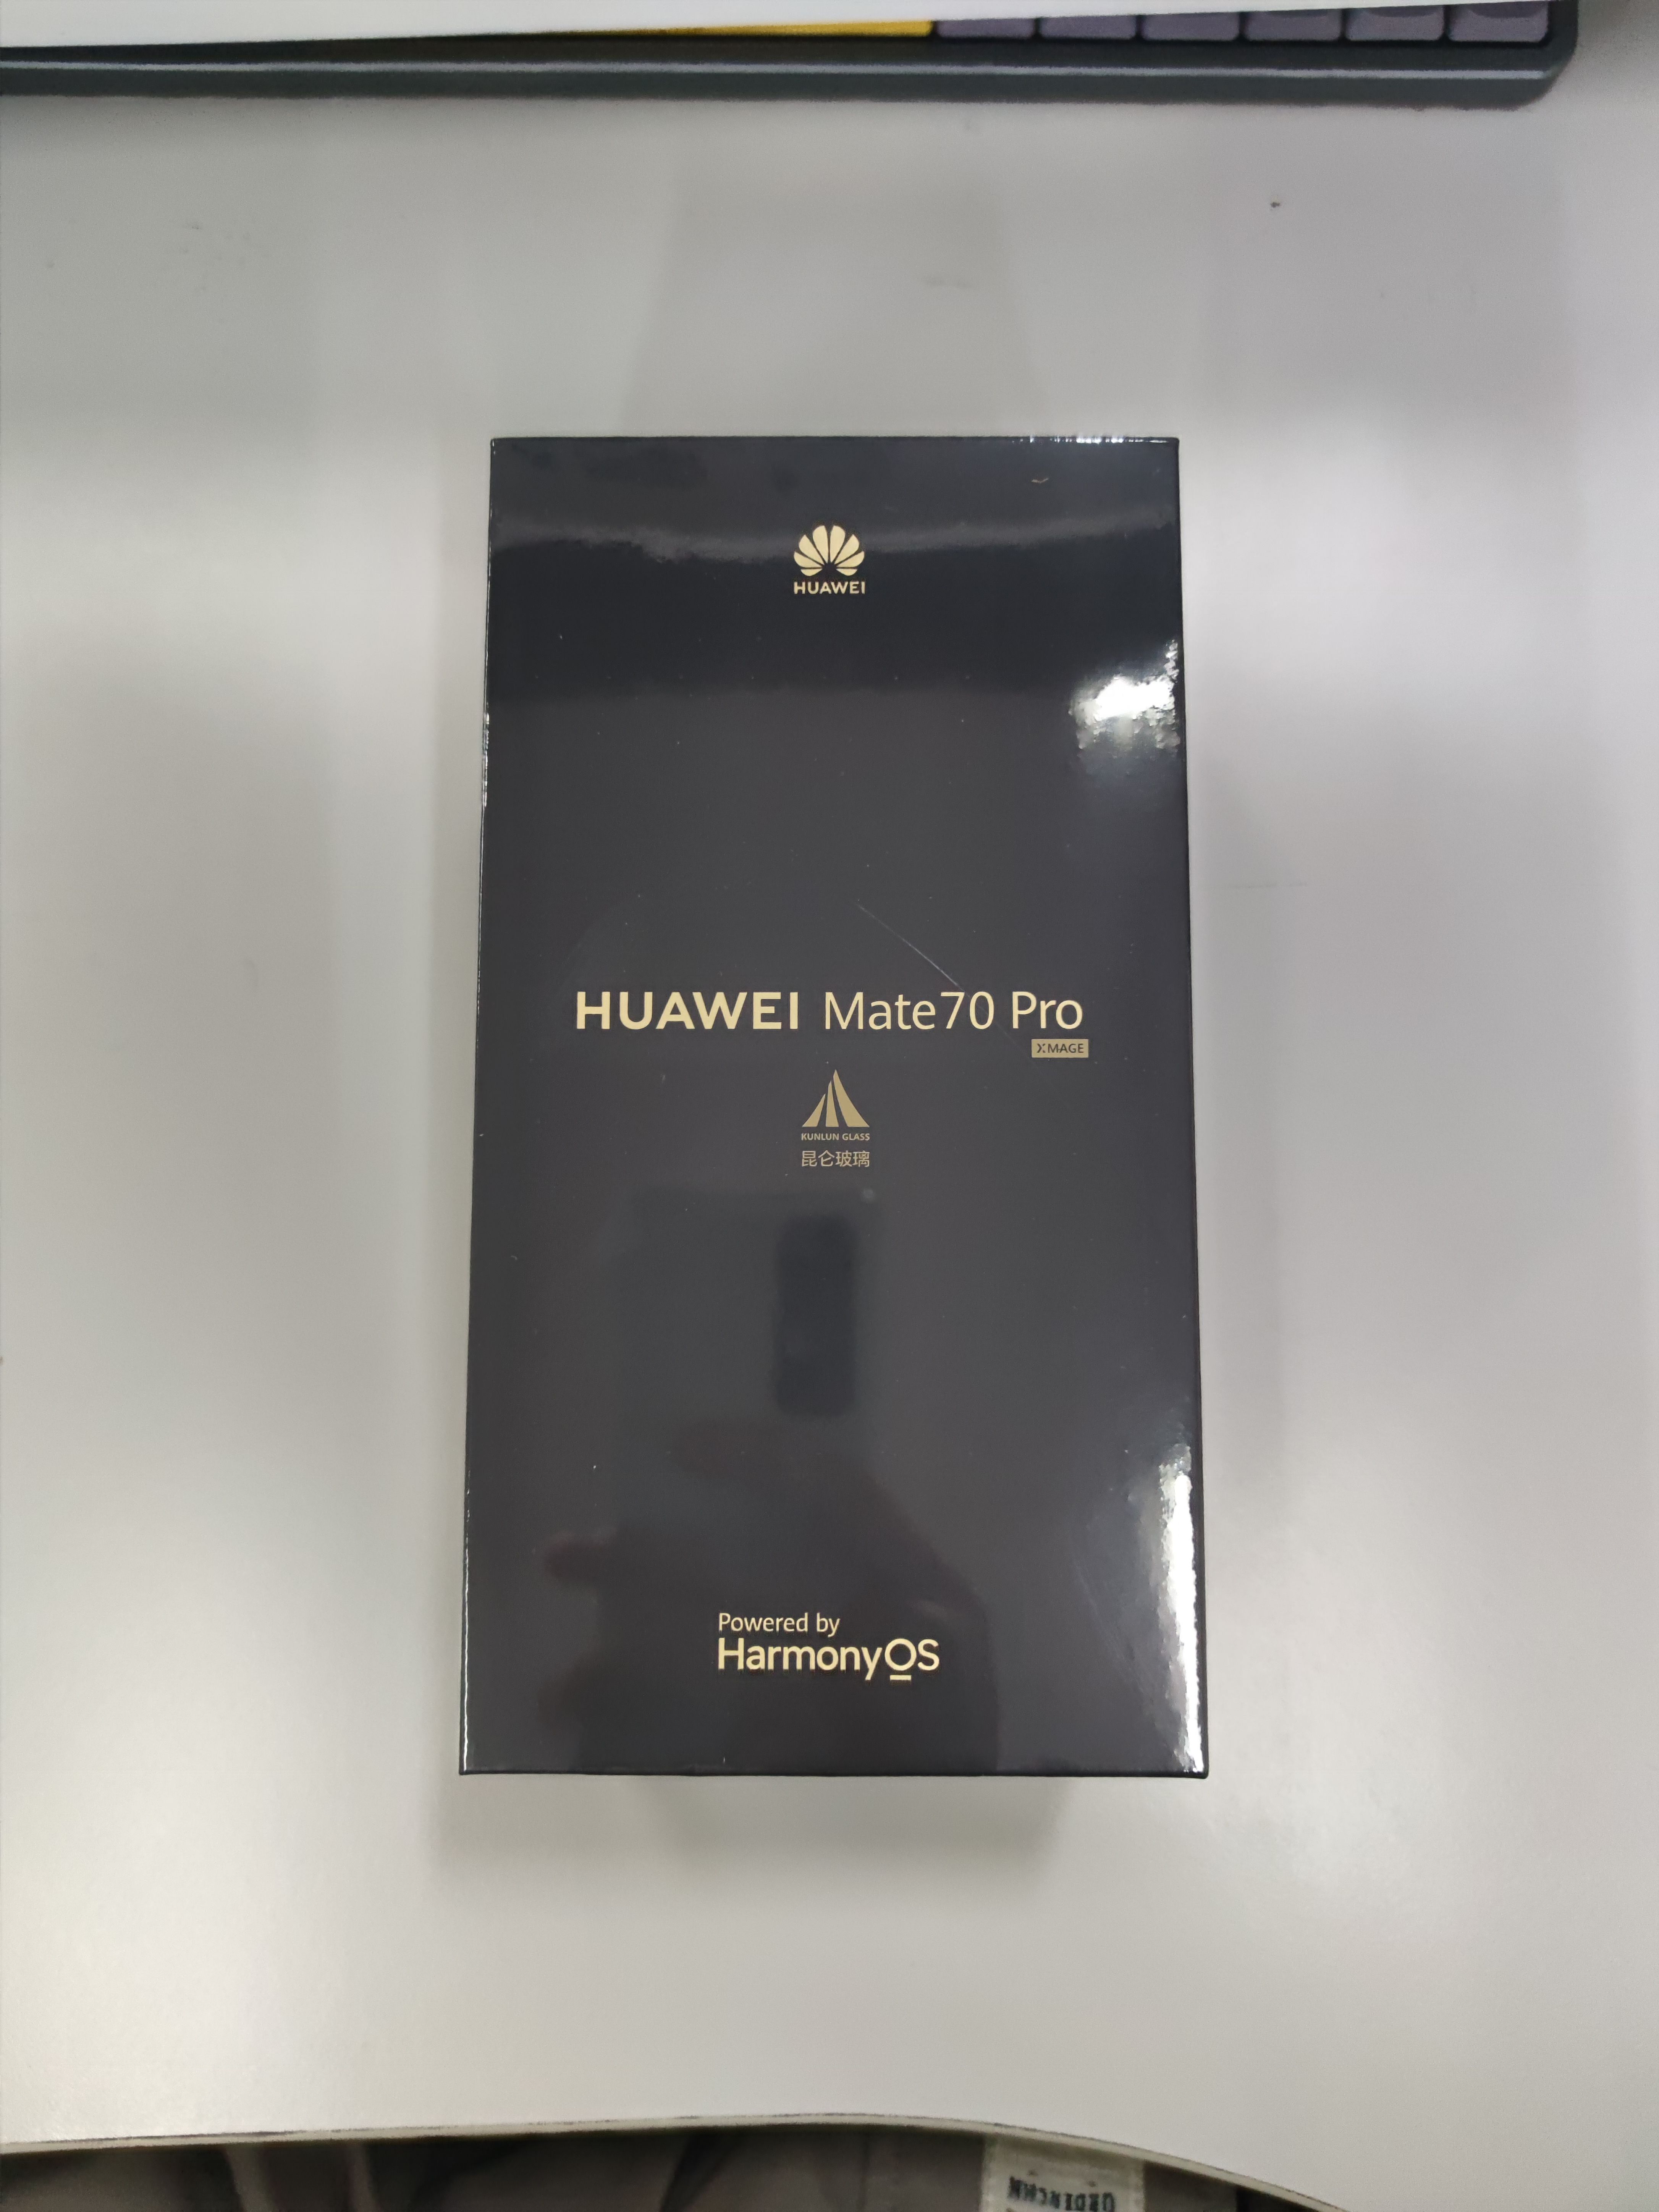 HUAWEI
HUAWEI Mate70 Pro
XMAGE
KUNLUN GLASS
昆仑玻璃
Powered by
HarmonyOS